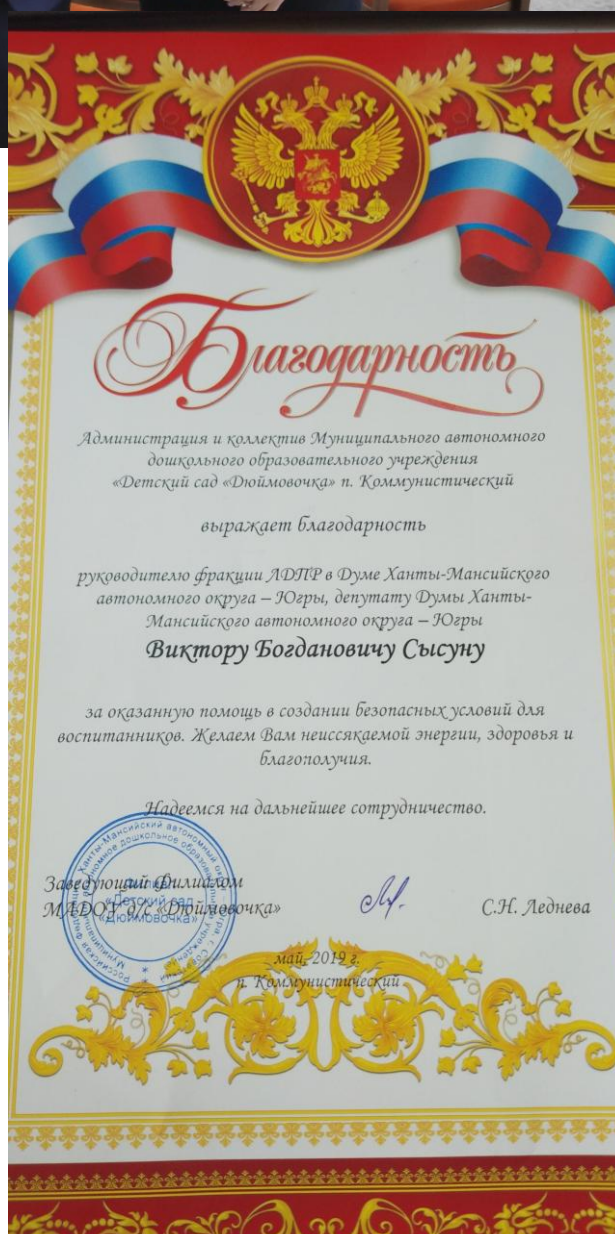 Благодарность
Администрация и коллектив Муниципального автономного
дошкольного образовательного учреждения
«Детский сад «Дюймовочка» п. Коммунистический
выражает благодарность
руководителю фракции ЛДПР в Думе Ханты-Мансийского
автономного округа – Югры, депутату Думы Ханты-
Мансийского автономного округа – Югры
Виктору Богдановичу Сысуну
за оказанную помощь в создании безопасных условий для
воспитанников. Желаем Вам неиссякаемой энергии, здоровья и
благополучия.
Надеемся на дальнейшее сотрудничество.
Заведующий филиалом
МАДОУ д/с «Дюймовочка» С.Н. Леднева
«Детский сад
«Дюймовочка»
май, 2019 г.
п. Коммунистический